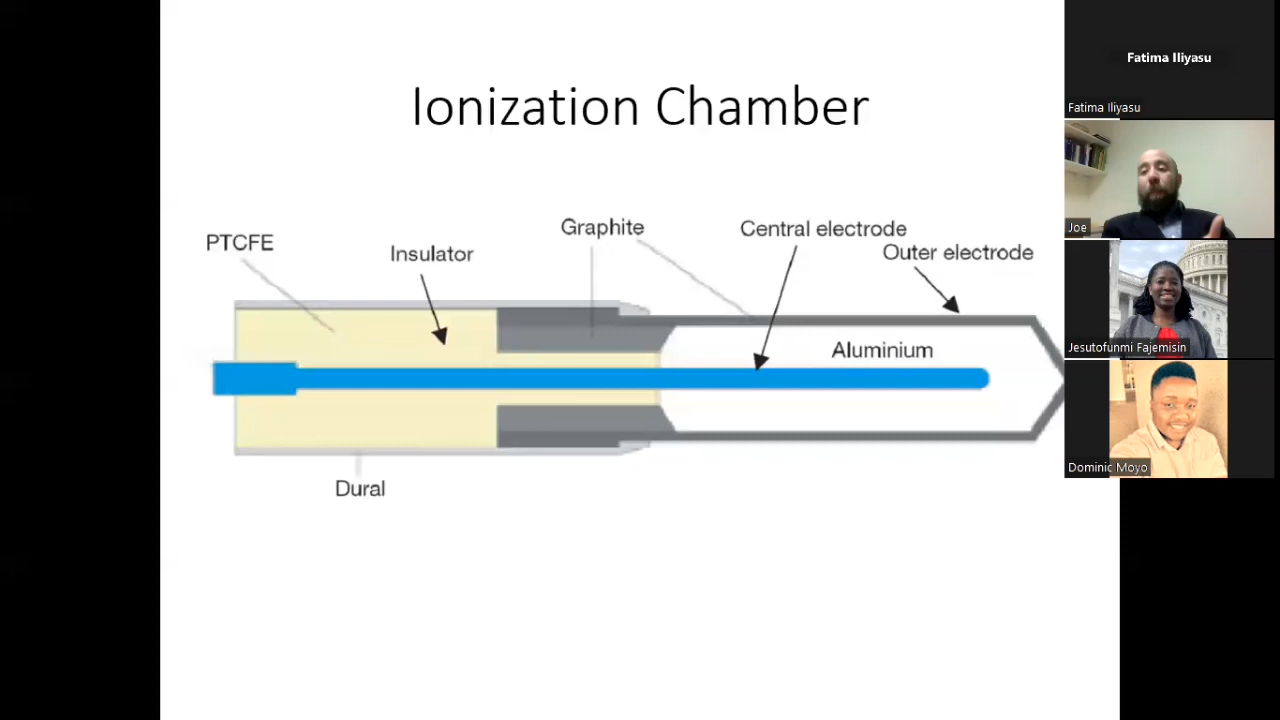 Ionization Chamber
PTCFE
Insulator
Graphite
Central electrode
Outer electrode
Aluminium
Dural
Fatima Iliyasu
Fatima Iliyasu
Joe
Jesutofunmi Fajemisin
Dominic Moyo